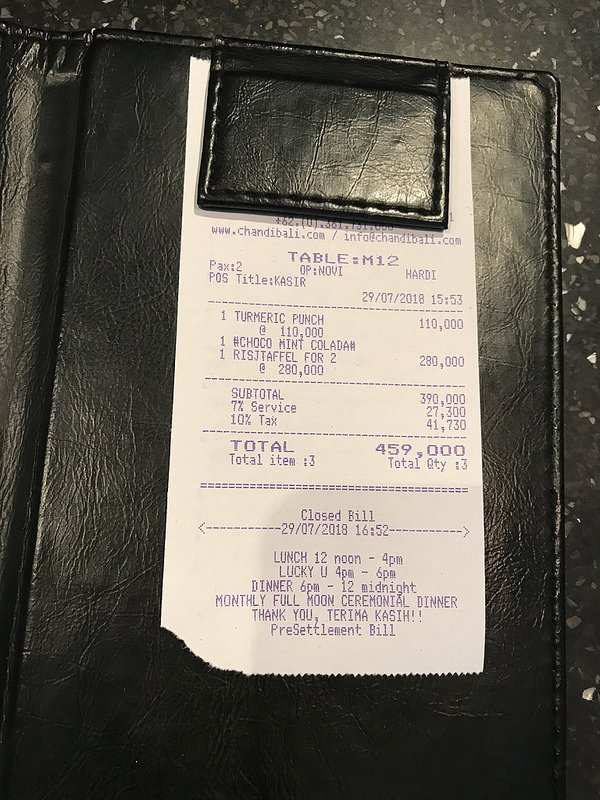 www.chandibali.com / info@chandibali.com
TABLE:M12
Pax:2 OP:NOVI HARDI
POS Title:KASIR
29/07/2018 15:53
1 TURMERIC PUNCH 110,000
@ 110,000
1 #CHOCO MINT COLADA#
1 RISJTAFFEL FOR 2 280,000
@ 280,000
SUBTOTAL 390,000
7% Service 27,300
10% Tax 41,730
TOTAL 459,000
Total item :3 Total Qty :3
Closed Bill
<-----------29/07/2018 16:52----------->
LUNCH 12 noon - 4pm
LUCKY U 4pm - 6pm
DINNER 6pm - 12 midnight
MONTHLY FULL MOON CEREMONIAL DINNER
THANK YOU, TERIMA KASIH!!
PreSettlement Bill